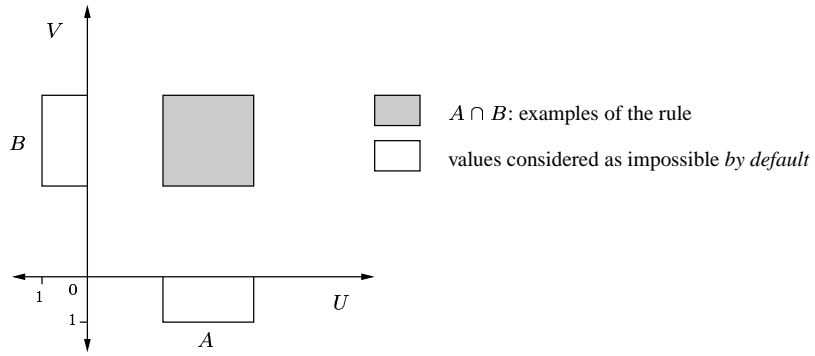 V
A ∩ B: examples of the rule
B
values considered as impossible by default
0
1
U
1
A